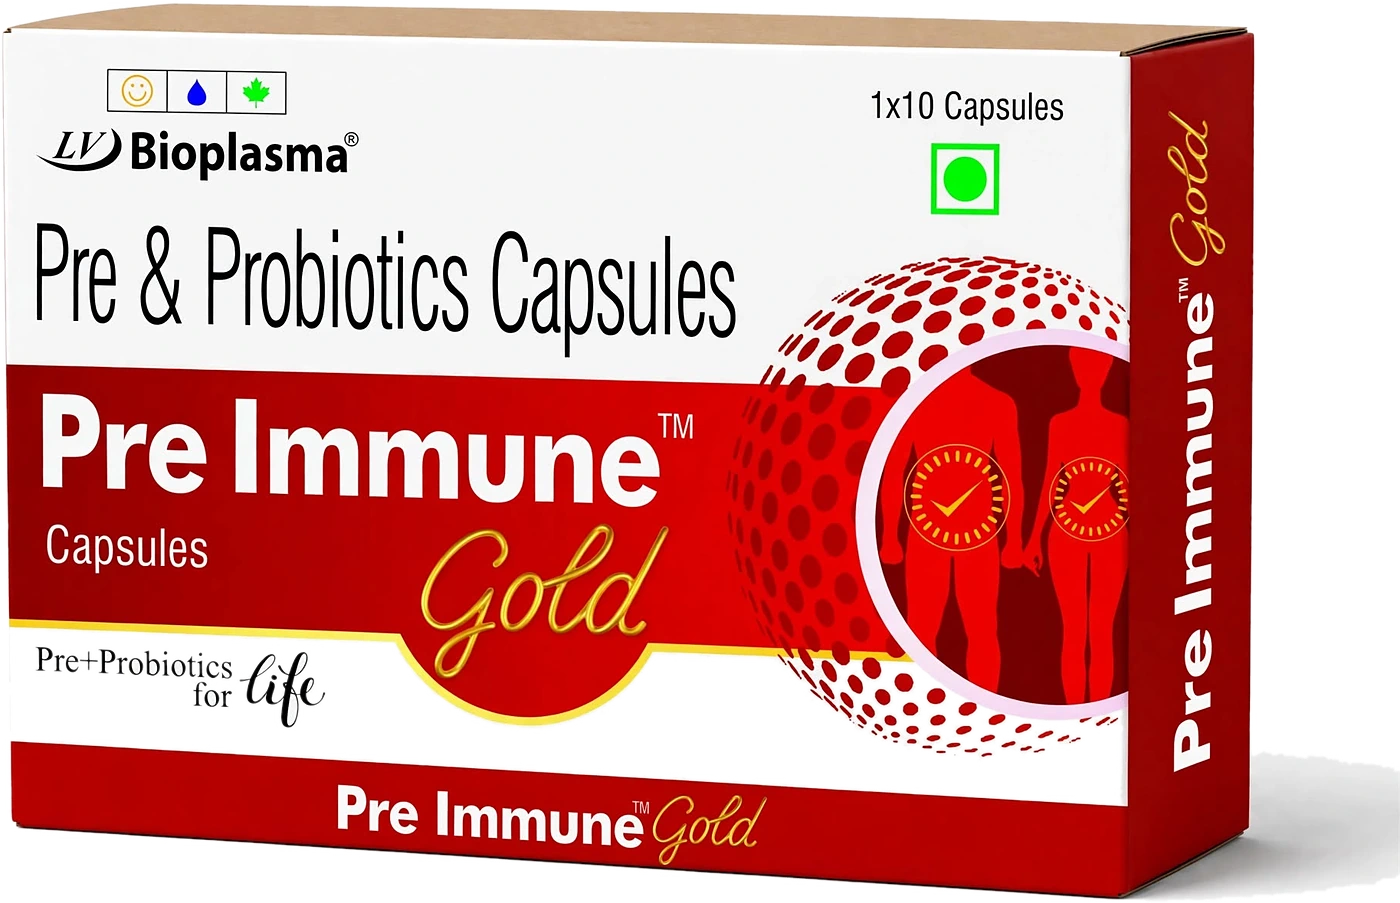 LV Bioplasma®
1x10 Capsules
Pre & Probiotics Capsules
Pre Immune™
Gold
Capsules
Pre+Probiotics
for life
Pre Immune™ Gold
Pre Immune™ Gold